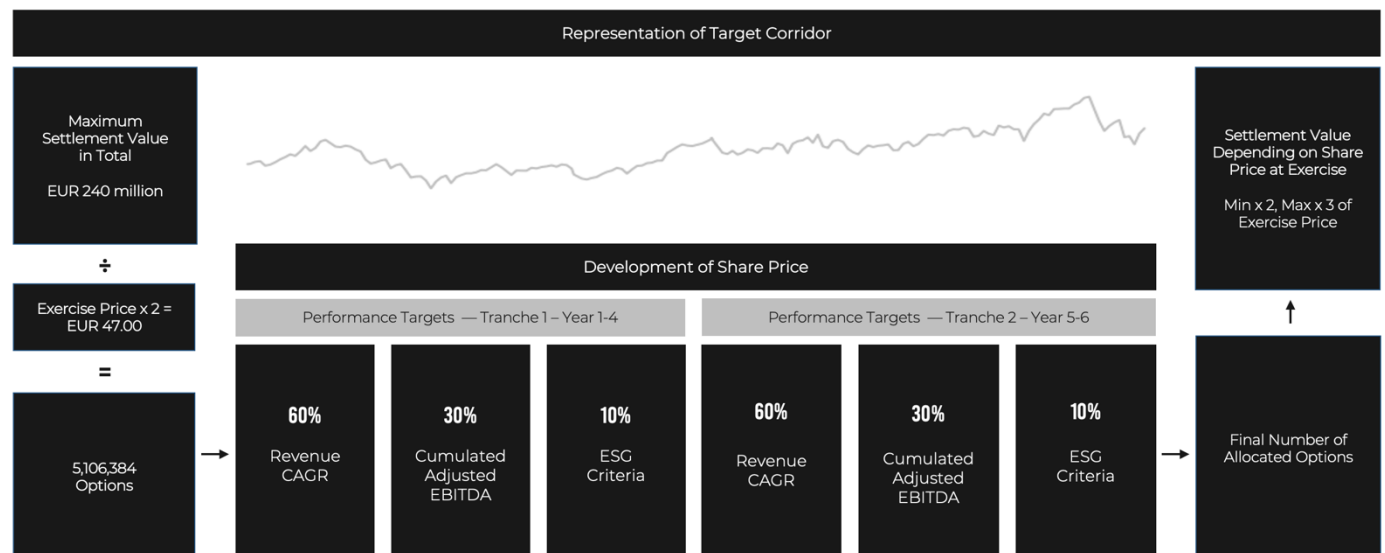 Representation of Target Corridor
Maximum
Settlement Value
in Total
EUR 240 million
÷
Exercise Price x 2 =
EUR 47.00
=
5,106,384
Options
Development of Share Price
Performance Targets — Tranche 1 – Year 1-4
60%
Revenue
CAGR
30%
Cumulated
Adjusted
EBITDA
10%
ESG
Criteria
Performance Targets — Tranche 2 – Year 5-6
60%
Revenue
CAGR
30%
Cumulated
Adjusted
EBITDA
10%
ESG
Criteria
Settlement Value
Depending on Share
Price at Exercise
Min x 2, Max x 3 of
Exercise Price
Final Number of
Allocated Options